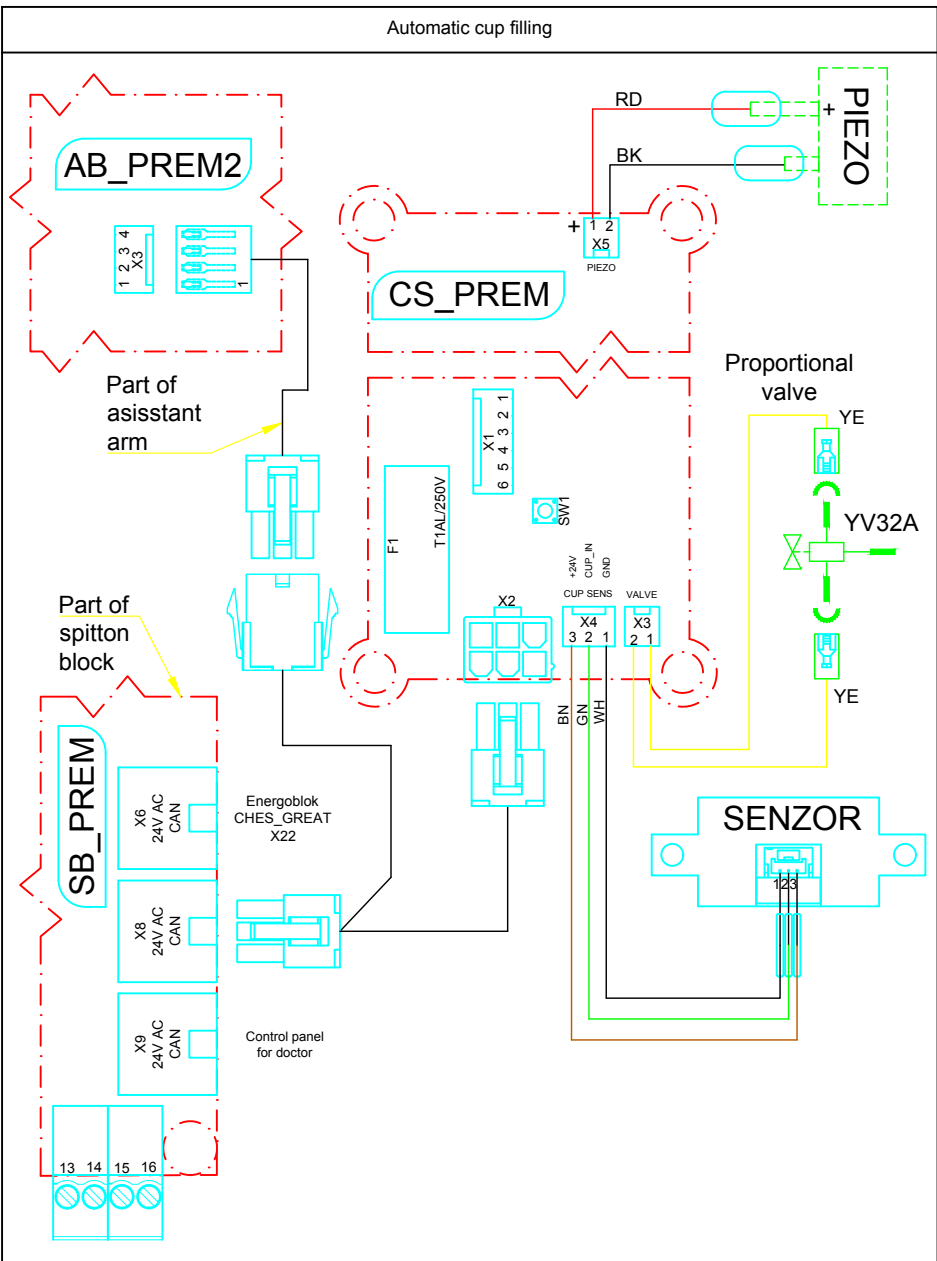 Automatic cup filling
RD
BK
+
PIEZO
AB_PREM2
1 2 3 4
X3
1
+
1 2
X5
PIEZO
CS_PREM
Part of
asisstant
arm
Proportional
valve
YE
YV32A
YE
X1
6 5 4 3 2 1
F1
T1AL/250V
SW1
+24V
CUP_IN
GND
CUP SENS
VALVE
X2
X4
3 2 1
X3
2 1
BN
GN
WH
Part of
spitton
block
SB_PREM
X6
24V AC
CAN
Energoblok
CHES_GREAT
X22
X8
24V AC
CAN
X9
24V AC
CAN
Control panel
for doctor
SENZOR
123
13 14 15 16